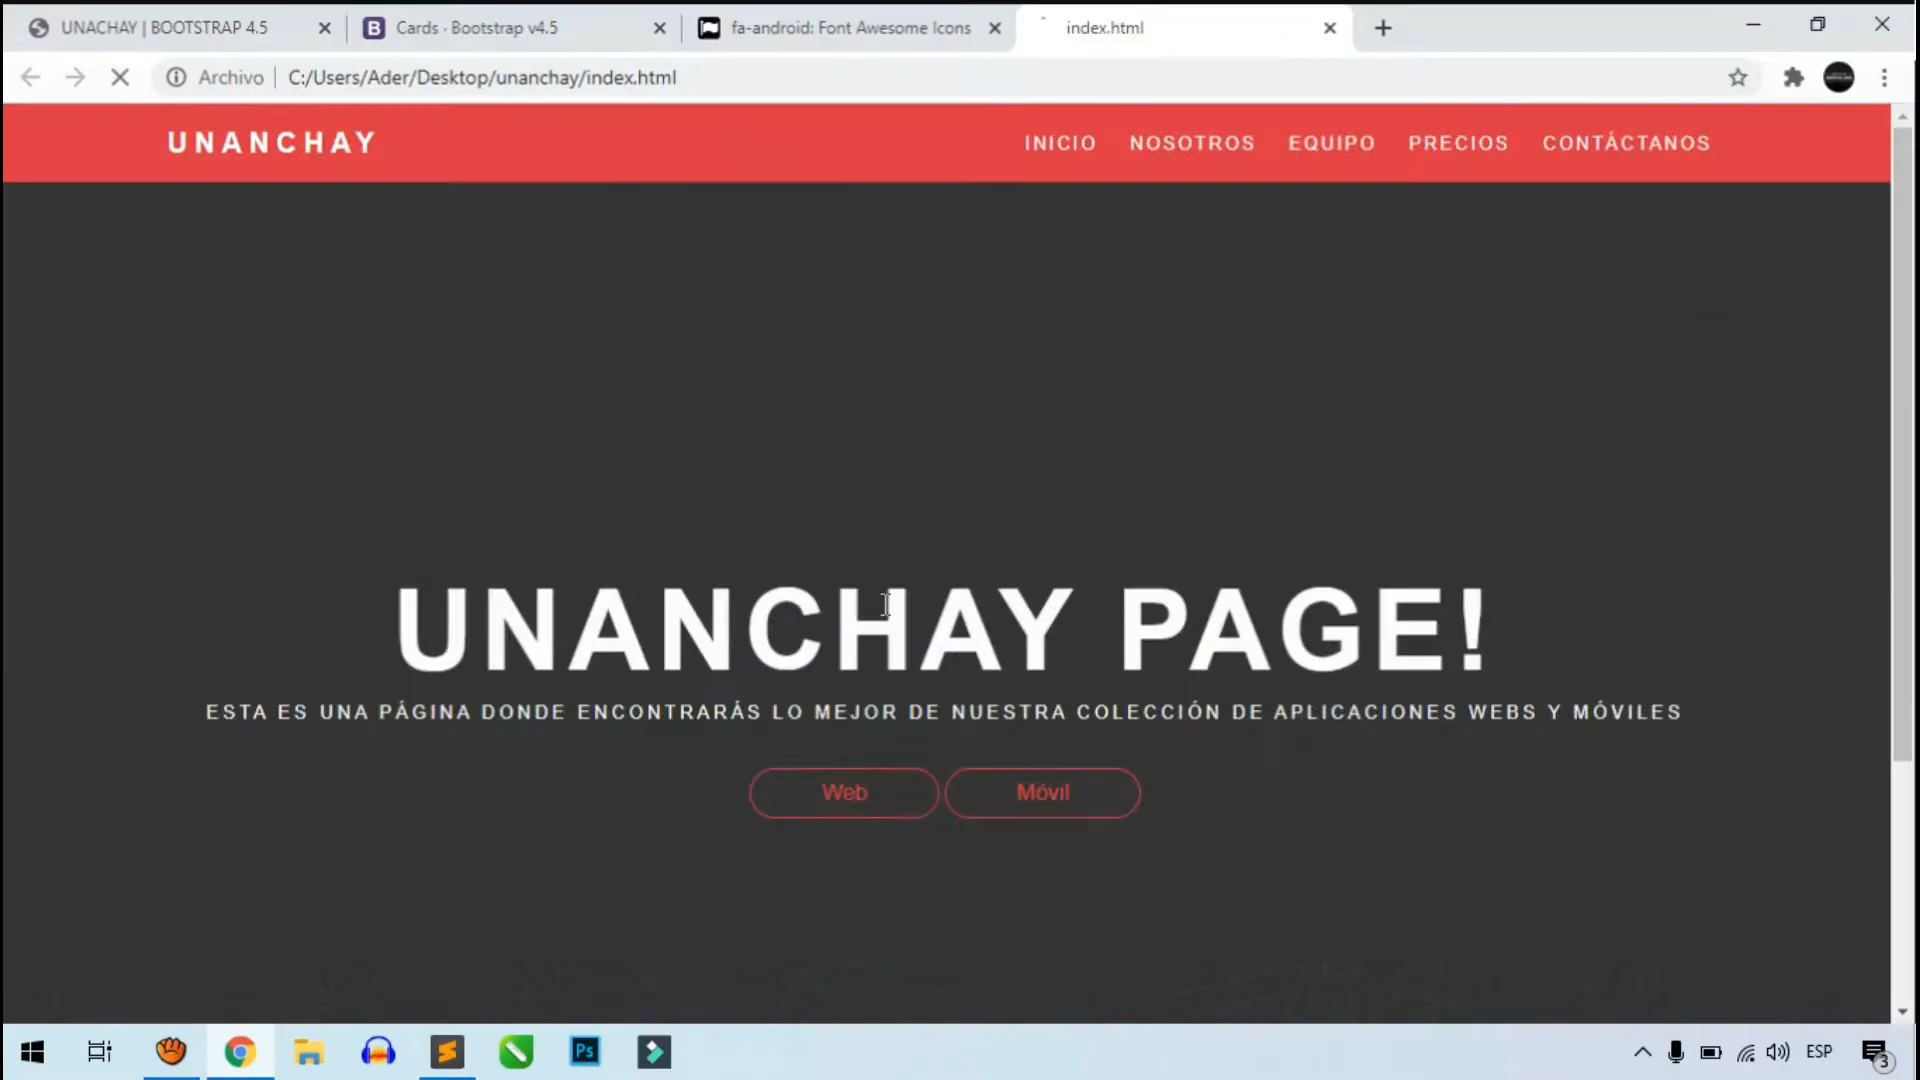 UNACHAY | BOOTSTRAP 4.5
Cards · Bootstrap v4.5
fa-android: Font Awesome Icons
index.html
Archivo
C:/Users/Ader/Desktop/unanchay/index.html
UNANCHAY
INICIO NOSOTROS EQUIPO PRECIOS CONTÁCTANOS
UNANCHAY PAGE!
ESTA ES UNA PÁGINA DONDE ENCONTRARÁS LO MEJOR DE NUESTRA COLECCIÓN DE APLICACIONES WEBS Y MÓVILES
Web Móvil
Ps
ESP
3